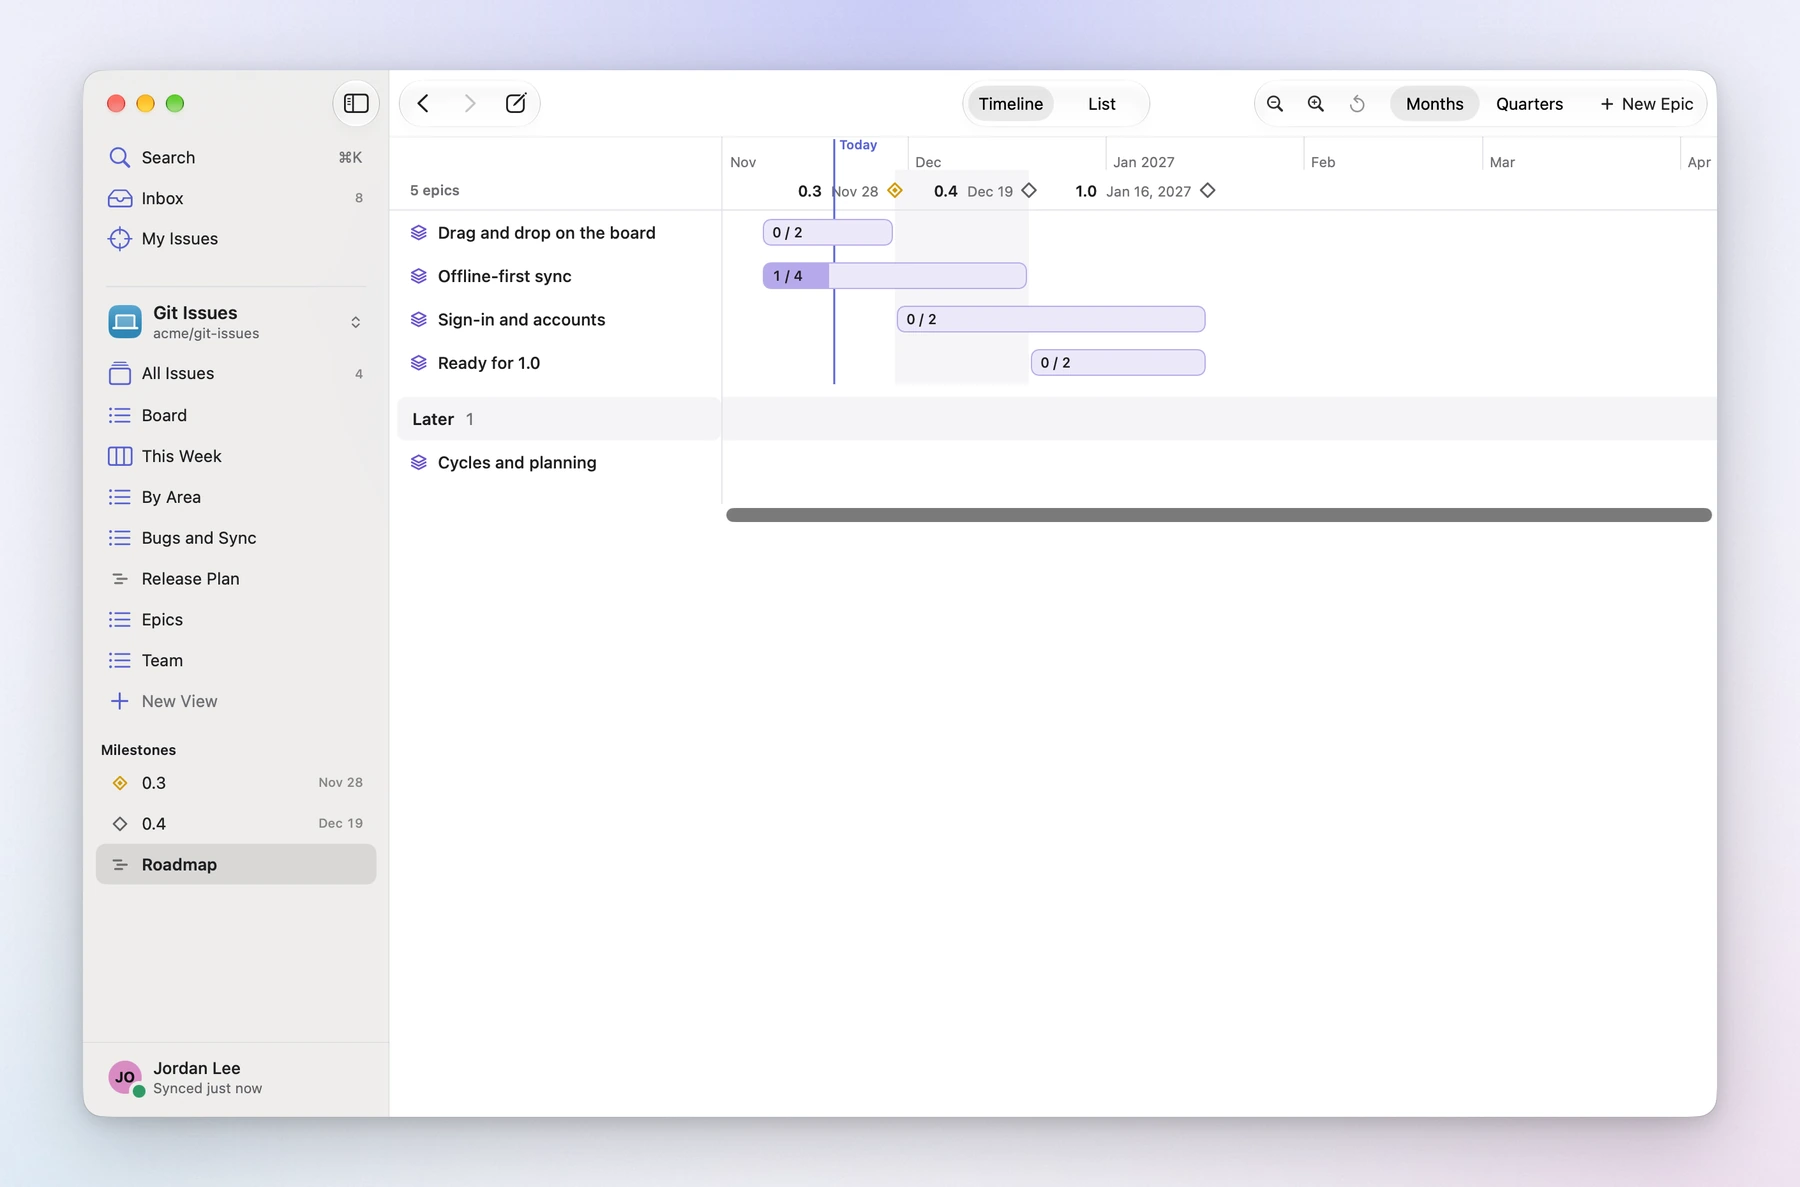 Search
⌘K
Inbox
8
My Issues
Git Issues
acme/git-issues
All Issues
4
Board
This Week
By Area
Bugs and Sync
Release Plan
Epics
Team
New View
Milestones
0.3 Nov 28
0.4 Dec 19
Roadmap
JO
Jordan Lee
Synced just now
Timeline
List
Months
Quarters
+ New Epic
Today
Nov
Dec
Jan 2027
Feb
Mar
Apr
5 epics
0.3 Nov 28
0.4 Dec 19
1.0 Jan 16, 2027
Drag and drop on the board
0 / 2
Offline-first sync
1 / 4
Sign-in and accounts
0 / 2
Ready for 1.0
0 / 2
Later 1
Cycles and planning